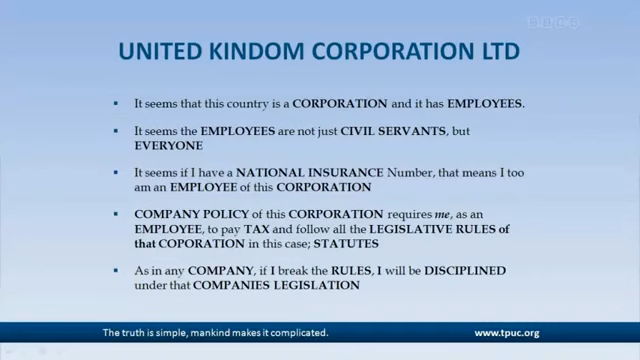 UNITED KINDOM CORPORATION LTD
It seems that this country is a CORPORATION and it has EMPLOYEES.
It seems the EMPLOYEES are not just CIVIL SERVANTS, but
EVERYONE
It seems if I have a NATIONAL INSURANCE Number, that means I too
am an EMPLOYEE of this CORPORATION
COMPANY POLICY of this CORPORATION requires me, as an
EMPLOYEE, to pay TAX and follow all the LEGISLATIVE RULES of
that COPORATION in this case; STATUTES
As in any COMPANY, if I break the RULES, I will be DISCIPLINED
under that COMPANIES LEGISLATION
The truth is simple, mankind makes it complicated.
www.tpuc.org